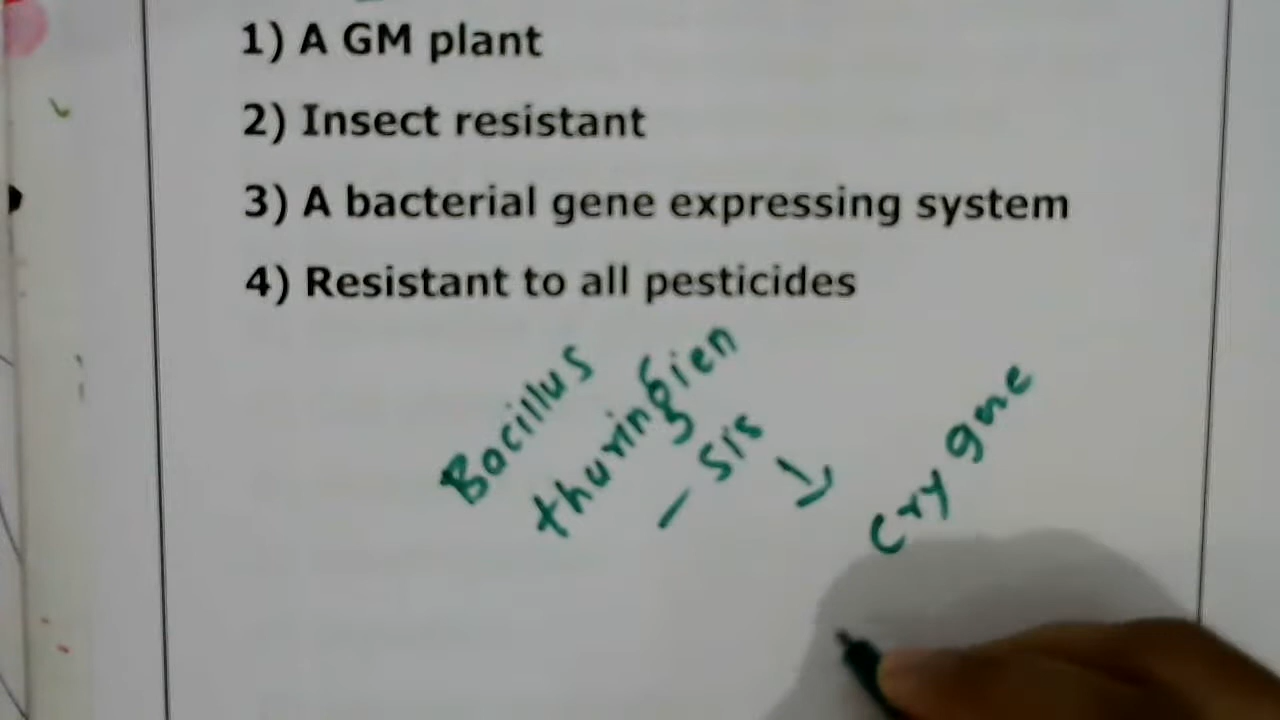 1) A GM plant
2) Insect resistant
3) A bacterial gene expressing system
4) Resistant to all pesticides
Bacillus
thuringien
- sis
↓
cry gene